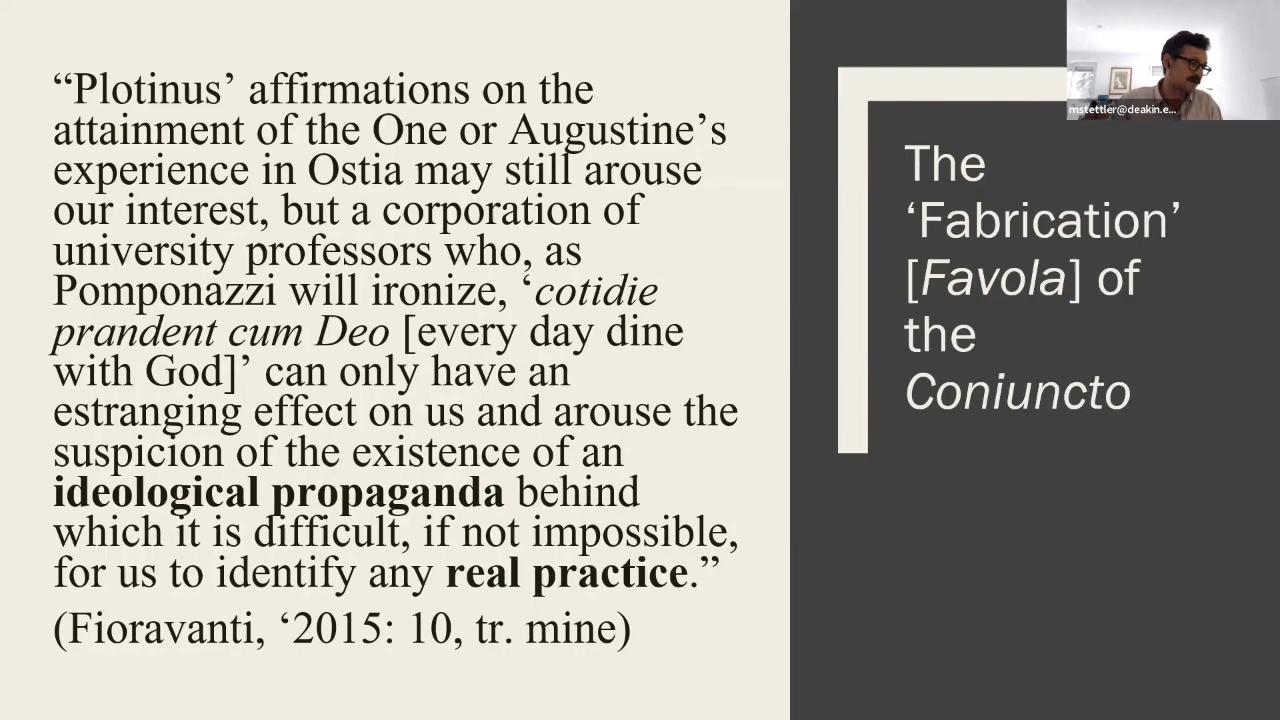 “Plotinus’ affirmations on the
attainment of the One or Augustine’s
experience in Ostia may still arouse
our interest, but a corporation of
university professors who, as
Pomponazzi will ironize, ‘cotidie
prandent cum Deo [every day dine
with God]’ can only have an
estranging effect on us and arouse the
suspicion of the existence of an
ideological propaganda behind
which it is difficult, if not impossible,
for us to identify any real practice.”
(Fioravanti, ‘2015: 10, tr. mine)
mstettler@deakin.e...
The
‘Fabrication’
[Favola] of
the
Coniuncto